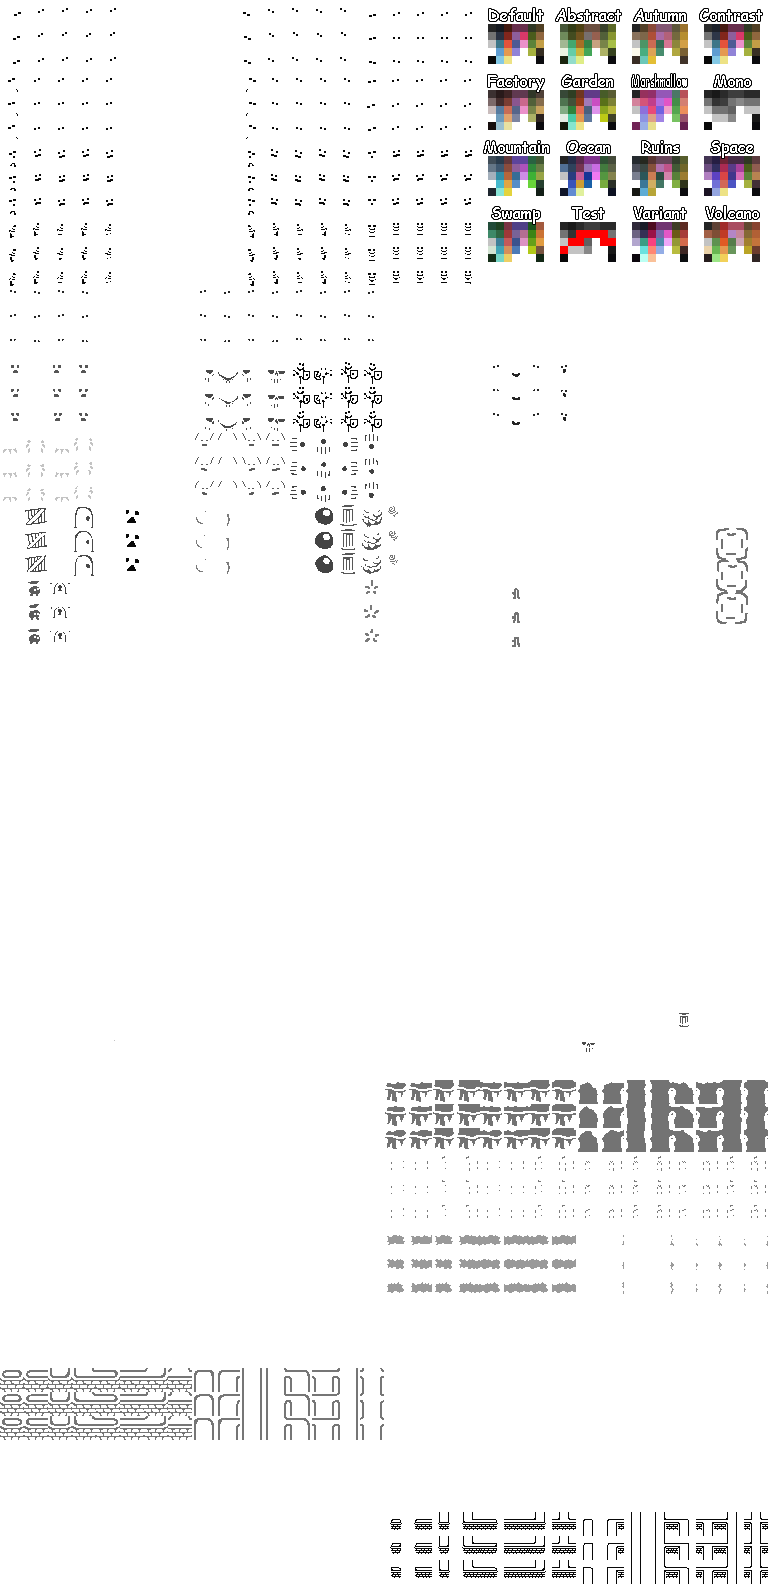 Default Abstract Autumn Contrast
Factory Garden Marshmallow Mono
Mountain Ocean Ruins Space
Swamp Test Variant Volcano